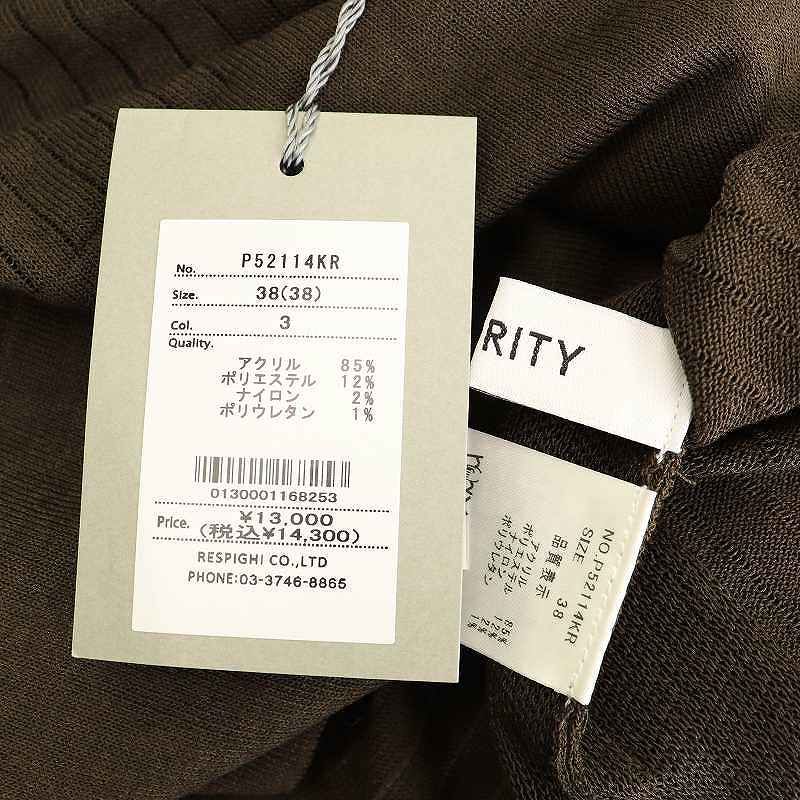 No. P52114KR
Size. 38(38)
Col. 3
Quality.
アクリル 85%
ポリエステル 12%
ナイロン 2%
ポリウレタン 1%
0130001168253
Price. ¥13,000
(税込¥14,300)
RESPIGHI CO.,LTD
PHONE:03-3746-8865
RITY
NO.P52114KR
SIZE 38
品質表示
アクリル 85%
ポリエステル 12%
ナイロン 2%
ポリウレタン 1%